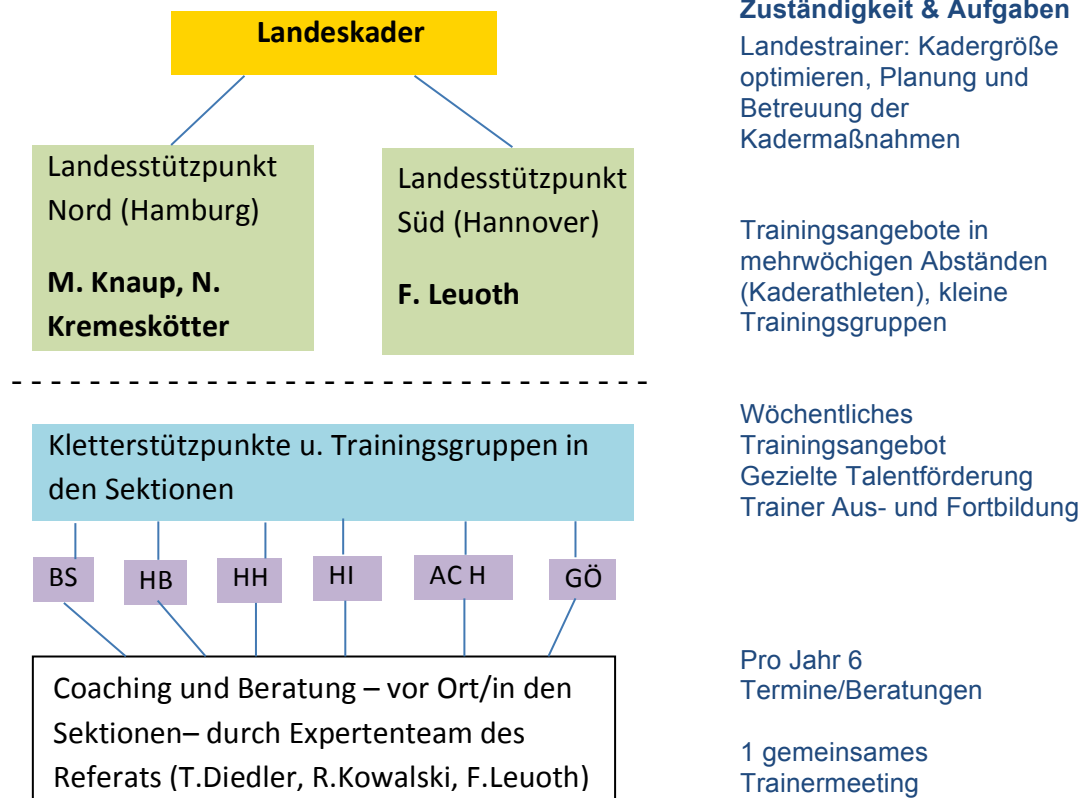 Landeskader
Landesstützpunkt
Nord (Hamburg)
M. Knaup, N.
Kremeskötter
Landesstützpunkt
Süd (Hannover)
F. Leuoth
- - - - - - - - - - - - - - - - - - - - - - - - - - - - - - - - - - -
Kletterstützpunkte u. Trainingsgruppen in
den Sektionen
BS
HB
HH
HI
AC H
GÖ
Coaching und Beratung – vor Ort/in den
Sektionen– durch Expertenteam des
Referats (T.Diedler, R.Kowalski, F.Leuoth)
Zuständigkeit & Aufgaben
Landestrainer: Kadergröße
optimieren, Planung und
Betreuung der
Kadermaßnahmen
Trainingsangebote in
mehrwöchigen Abständen
(Kaderathleten), kleine
Trainingsgruppen
Wöchentliches
Trainingsangebot
Gezielte Talentförderung
Trainer Aus- und Fortbildung
Pro Jahr 6
Termine/Beratungen
1 gemeinsames
Trainermeeting